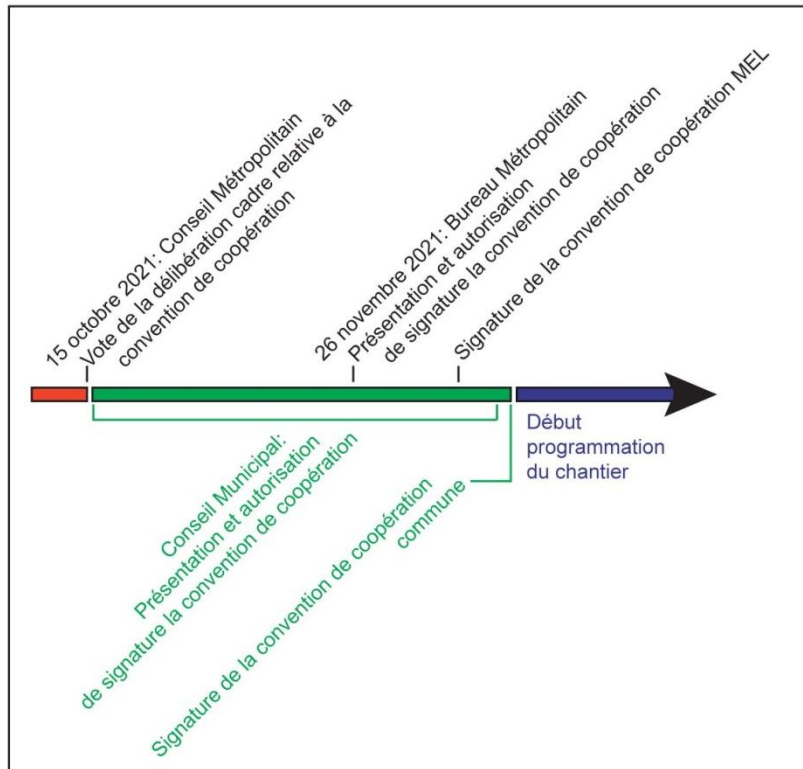 15 octobre 2021: Conseil Métropolitain
Vote de la délibération cadre relative à la
convention de coopération
26 novembre 2021: Bureau Métropolitain
Présentation et autorisation
de signature la convention de coopération
Signature de la convention de coopération MEL
Début
programmation
du chantier
Conseil Municipal:
Présentation et autorisation
de signature la convention de coopération
Signature de la convention de coopération
commune